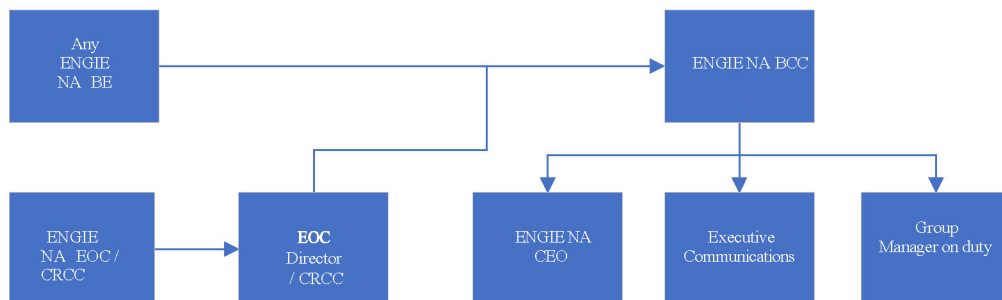 Any
ENGIE
NA BE
ENGIE NA BCC
ENGIE
NA EOC /
CRCC
EOC
Director
/ CRCC
ENGIE NA
CEO
Executive
Communications
Group
Manager on duty